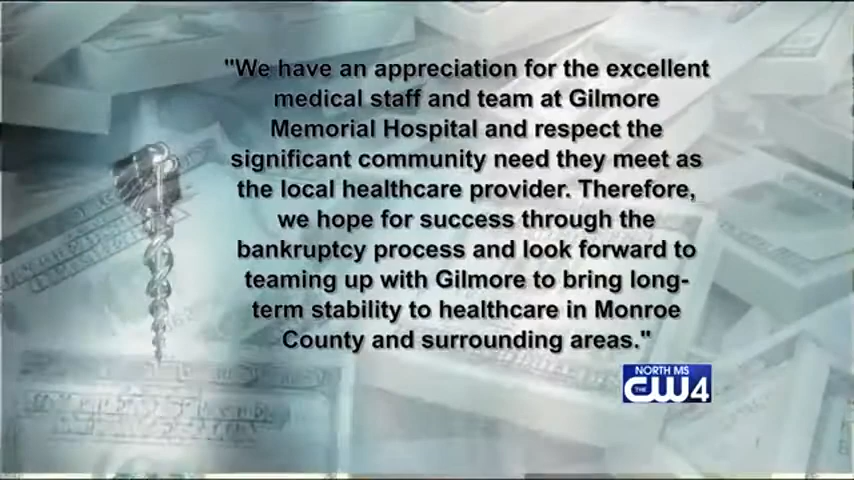 "We have an appreciation for the excellent
medical staff and team at Gilmore
Memorial Hospital and respect the
significant community need they meet as
the local healthcare provider. Therefore,
we hope for success through the
bankruptcy process and look forward to
teaming up with Gilmore to bring long-
term stability to healthcare in Monroe
County and surrounding areas."
NORTH MS
THE CW4